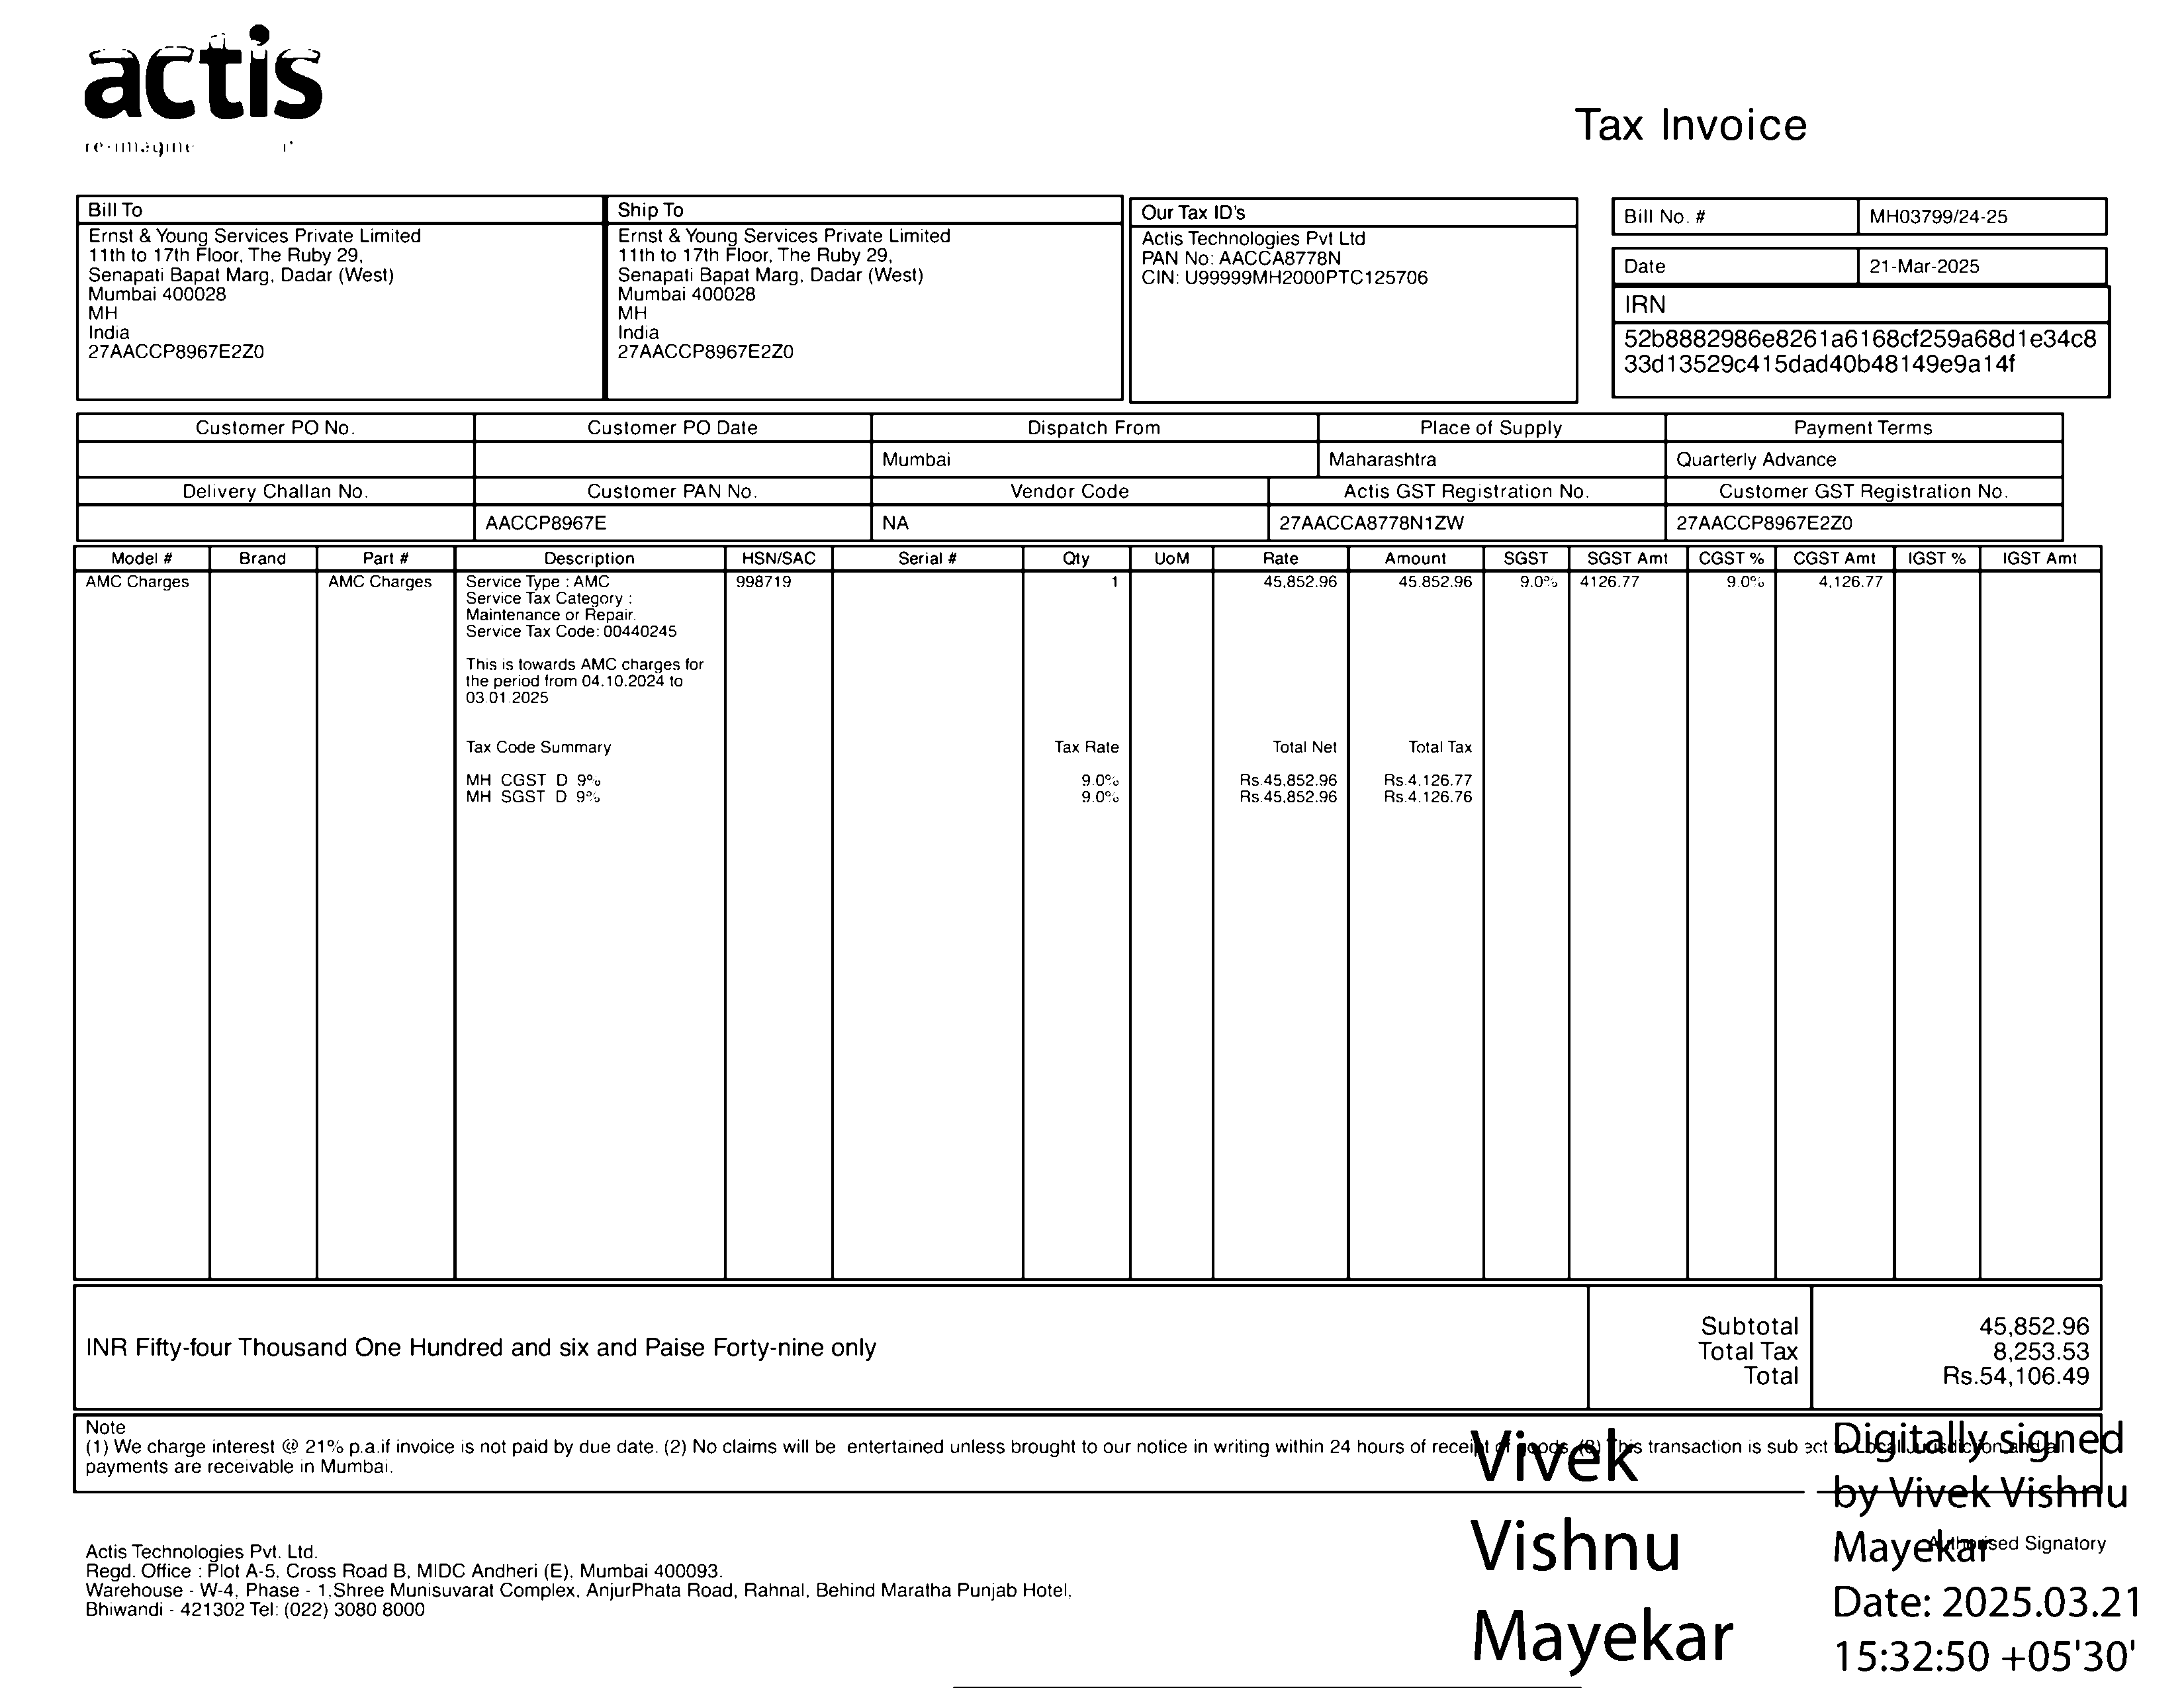 actis
Tax Invoice
Bill To
Ernst & Young Services Private Limited
11th to 17th Floor, The Ruby 29,
Senapati Bapat Marg, Dadar (West)
Mumbai 400028
MH
India
27AACCP8967E2Z0
Ship To
Ernst & Young Services Private Limited
11th to 17th Floor, The Ruby 29,
Senapati Bapat Marg, Dadar (West)
Mumbai 400028
MH
India
27AACCP8967E2Z0
Our Tax ID's
Actis Technologies Pvt Ltd
PAN No: AACCA8778N
CIN: U99999MH2000PTC125706
Bill No. # MH03799/24-25
Date 21-Mar-2025
IRN
52b8882986e8261a6168cf259a68d1e34c8
33d13529c415dad40b48149e9a14f
Customer PO No. Customer PO Date Dispatch From Place of Supply Payment Terms
Mumbai Maharashtra Quarterly Advance
Delivery Challan No. Customer PAN No. Vendor Code Actis GST Registration No. Customer GST Registration No.
AACCP8967E NA 27AACCA8778N1ZW 27AACCP8967E2Z0
Model # Brand Part # Description HSN/SAC Serial # Qty UoM Rate Amount SGST SGST Amt CGST % CGST Amt IGST % IGST Amt
AMC Charges AMC Charges Service Type : AMC 998719 1 45,852.96 45,852.96 9.0% 4126.77 9.0% 4,126.77
Service Tax Category :
Maintenance or Repair.
Service Tax Code: 00440245
This is towards AMC charges for
the period from 04.10.2024 to
03.01.2025
Tax Code Summary Tax Rate Total Net Total Tax
MH CGST D 9% 9.0% Rs.45,852.96 Rs.4,126.77
MH SGST D 9% 9.0% Rs.45,852.96 Rs.4,126.76
INR Fifty-four Thousand One Hundred and six and Paise Forty-nine only
Subtotal 45,852.96
Total Tax 8,253.53
Total Rs.54,106.49
Note
(1) We charge interest @ 21% p.a.if invoice is not paid by due date. (2) No claims will be entertained unless brought to our notice in writing within 24 hours of receipt of goods. (3) This transaction is subject to Local Jurisdiction and all
payments are receivable in Mumbai.
Vivek
Vishnu
Mayekar
Digitally signed
by Vivek Vishnu
Mayekar
Date: 2025.03.21
15:32:50 +05'30'
Authorised Signatory
Actis Technologies Pvt. Ltd.
Regd. Office : Plot A-5, Cross Road B, MIDC Andheri (E), Mumbai 400093.
Warehouse - W-4, Phase - 1,Shree Munisuvarat Complex, AnjurPhata Road, Rahnal, Behind Maratha Punjab Hotel,
Bhiwandi - 421302 Tel: (022) 3080 8000